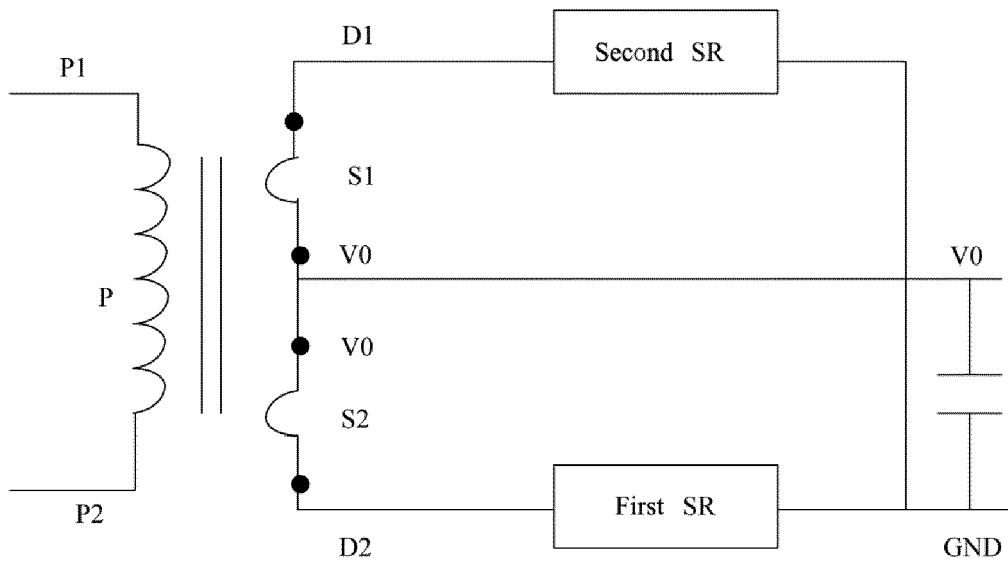 D1
Second SR
P1
S1
V0
V0
P
V0
S2
First SR
P2
D2
GND